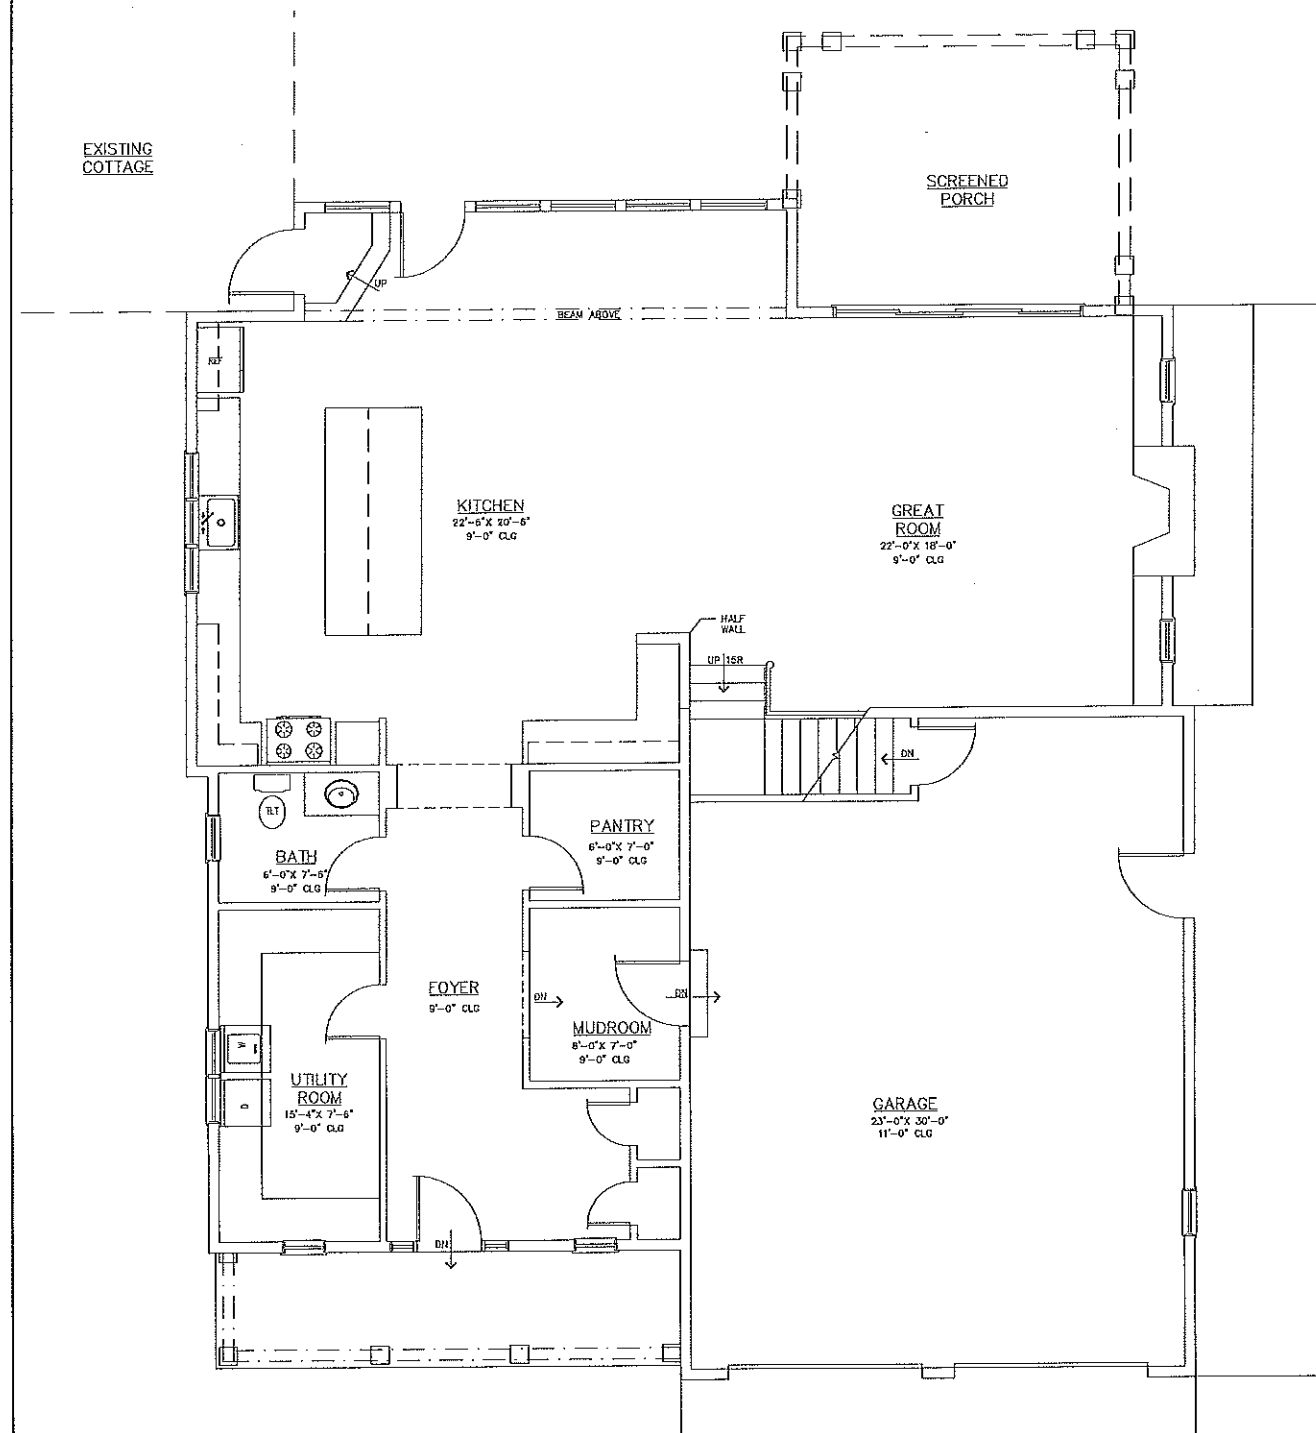 EXISTING
COTTAGE
SCREENED
PORCH
UP
BEAM ABOVE
REF
KITCHEN
22'-6"X 20'-6"
9'-0" CLG
GREAT
ROOM
22'-0"X 18'-0"
9'-0" CLG
HALF
WALL
UP 15R
DN
TLT
BATH
6'-0"X 7'-6"
9'-0" CLG
PANTRY
6'-0"X 7'-0"
9'-0" CLG
FOYER
9'-0" CLG
DN
DN
MUDROOM
8'-0"X 7'-0"
9'-0" CLG
W
D
UTILITY
ROOM
15'-4"X 7'-6"
9'-0" CLG
GARAGE
23'-0"X 30'-0"
11'-0" CLG
DN